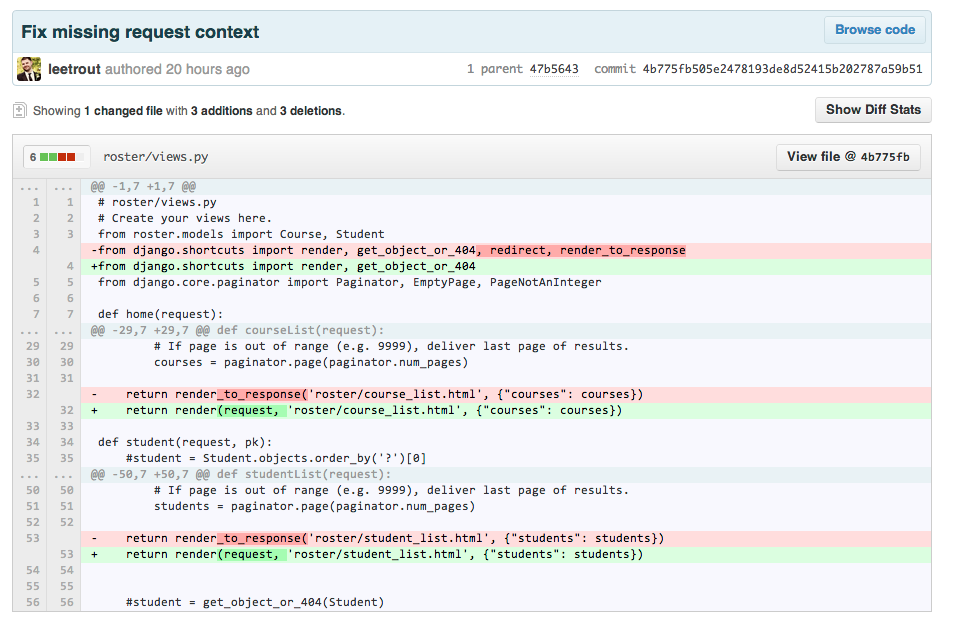 Fix missing request context
Browse code
leetrout authored 20 hours ago
1 parent 47b5643 commit 4b775fb505e2478193de8d52415b202787a59b51
Showing 1 changed file with 3 additions and 3 deletions.
Show Diff Stats
6 roster/views.py
View file @ 4b775fb
... ... @@ -1,7 +1,7 @@
1 1 # roster/views.py
2 2 # Create your views here.
3 3 from roster.models import Course, Student
4 -from django.shortcuts import render, get_object_or_404, redirect, render_to_response
4 +from django.shortcuts import render, get_object_or_404
5 5 from django.core.paginator import Paginator, EmptyPage, PageNotAnInteger
6 6
7 7 def home(request):
... ... @@ -29,7 +29,7 @@ def courseList(request):
29 29 # If page is out of range (e.g. 9999), deliver last page of results.
30 30 courses = paginator.page(paginator.num_pages)
31 31
32 - return render_to_response('roster/course_list.html', {"courses": courses})
32 + return render(request, 'roster/course_list.html', {"courses": courses})
33 33
34 34 def student(request, pk):
35 35 #student = Student.objects.order_by('?')[0]
... ... @@ -50,7 +50,7 @@ def studentList(request):
50 50 # If page is out of range (e.g. 9999), deliver last page of results.
51 51 students = paginator.page(paginator.num_pages)
52 52
53 - return render_to_response('roster/student_list.html', {"students": students})
53 + return render(request, 'roster/student_list.html', {"students": students})
54 54
55 55
56 56 #student = get_object_or_404(Student)